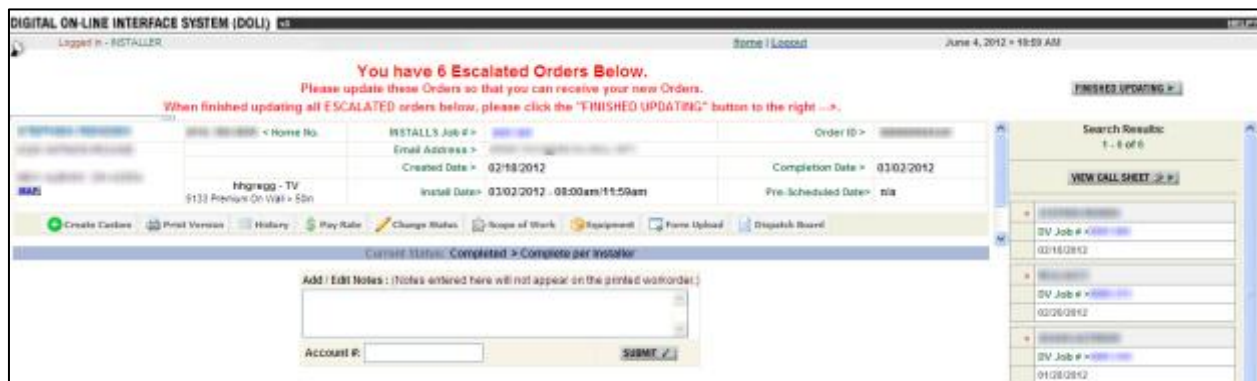 DIGITAL ON-LINE INTERFACE SYSTEM (DOLI) v3
HELP?
Logged in - INSTALLER
Home | Logout
June 4, 2012 > 10:59 AM
You have 6 Escalated Orders Below.
Please update these Orders so that you can receive your new Orders.
When finished updating all ESCALATED orders below, please click the "FINISHED UPDATING" button to the right -->.
FINISHED UPDATING >
< Home No.
INSTALLS Job # >
Order ID >
Email Address >
Created Date > 02/18/2012
Completion Date > 03/02/2012
MAP|
hhgregg - TV
Install Date> 03/02/2012 - 08:00am/11:59am
Pre-Scheduled Date> n/a
5133 Premium On Wall >
Create Custom
Print Version
History
Pay Rate
Change Status
Scope of Work
Equipment
Form Upload
Dispatch Board
Current Status: Completed > Complete per Installer
Add / Edit Notes : (Notes entered here will not appear on the printed workorder.)
Account #:
SUBMIT
Search Results:
1 - 6 of 6
VIEW CALL SHEET
DV Job # >
02/18/2012
DV Job # >
02/20/2012
DV Job # >
01/28/2012